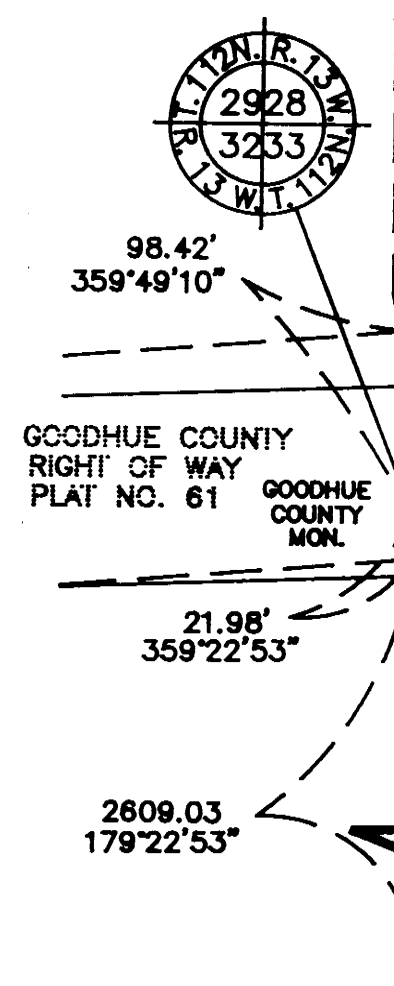 T. 112N. R. 13 W.
2928
3233
R. 13 W. T. 112N.
98.42'
359°49'10"
GOODHUE COUNTY
RIGHT OF WAY
PLAT NO. 61
GOODHUE
COUNTY
MON.
21.98'
359°22'53"
2609.03
179°22'53"